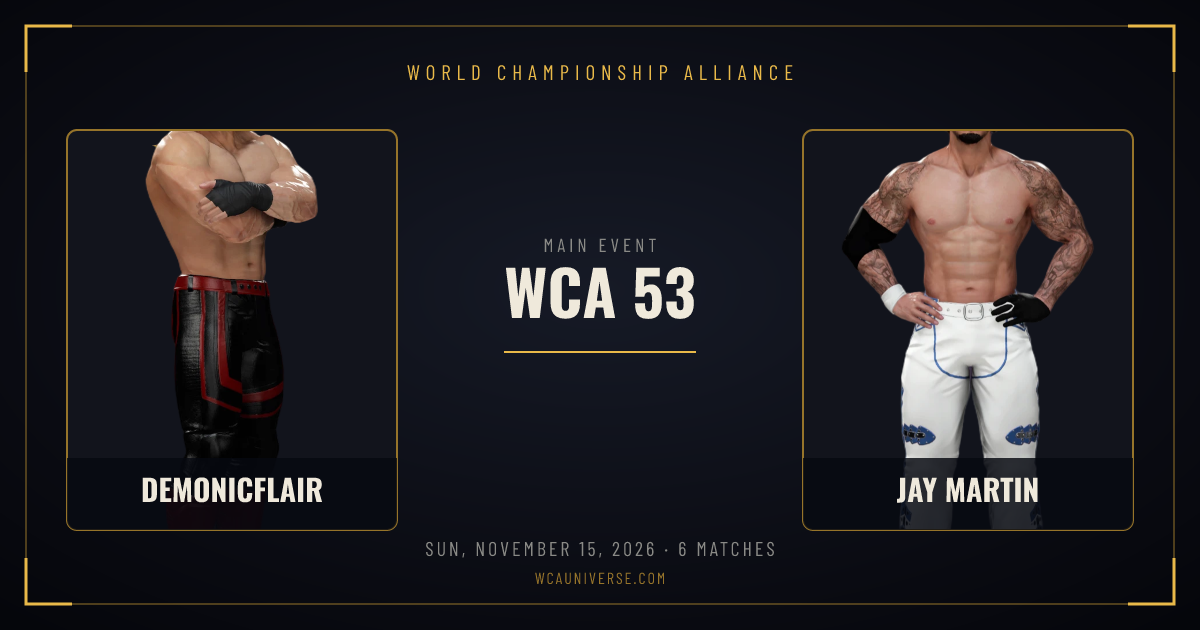 WORLD CHAMPIONSHIP ALLIANCE
MAIN EVENT
WCA 53
DEMONICFLAIR
JAY MARTIN
SUN, NOVEMBER 15, 2026 · 6 MATCHES
WCAUNIVERSE.COM